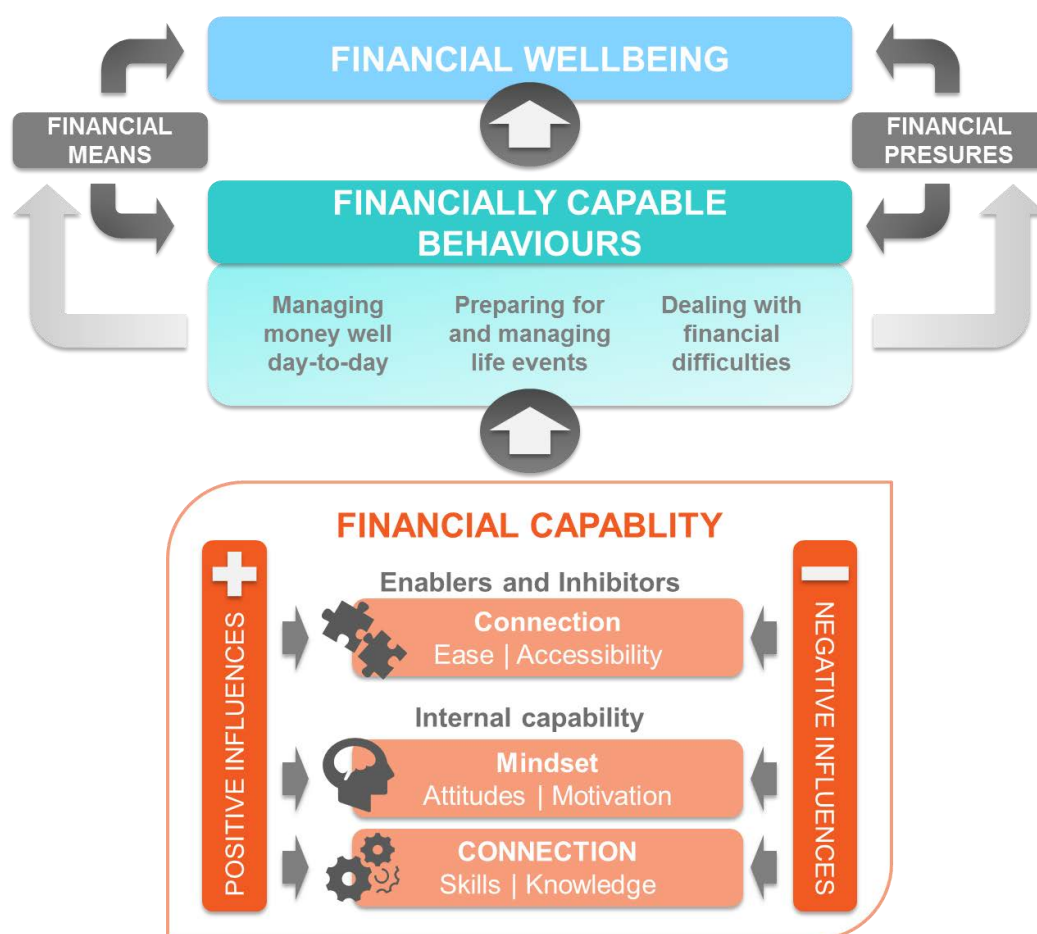 FINANCIAL WELLBEING
FINANCIAL
MEANS
FINANCIAL
PRESURES
FINANCIALLY CAPABLE
BEHAVIOURS
Managing
money well
day-to-day
Preparing for
and managing
life events
Dealing with
financial
difficulties
FINANCIAL CAPABLITY
POSITIVE INFLUENCES
Enablers and Inhibitors
Connection
Ease | Accessibility
Internal capability
Mindset
Attitudes | Motivation
CONNECTION
Skills | Knowledge
NEGATIVE INFLUENCES